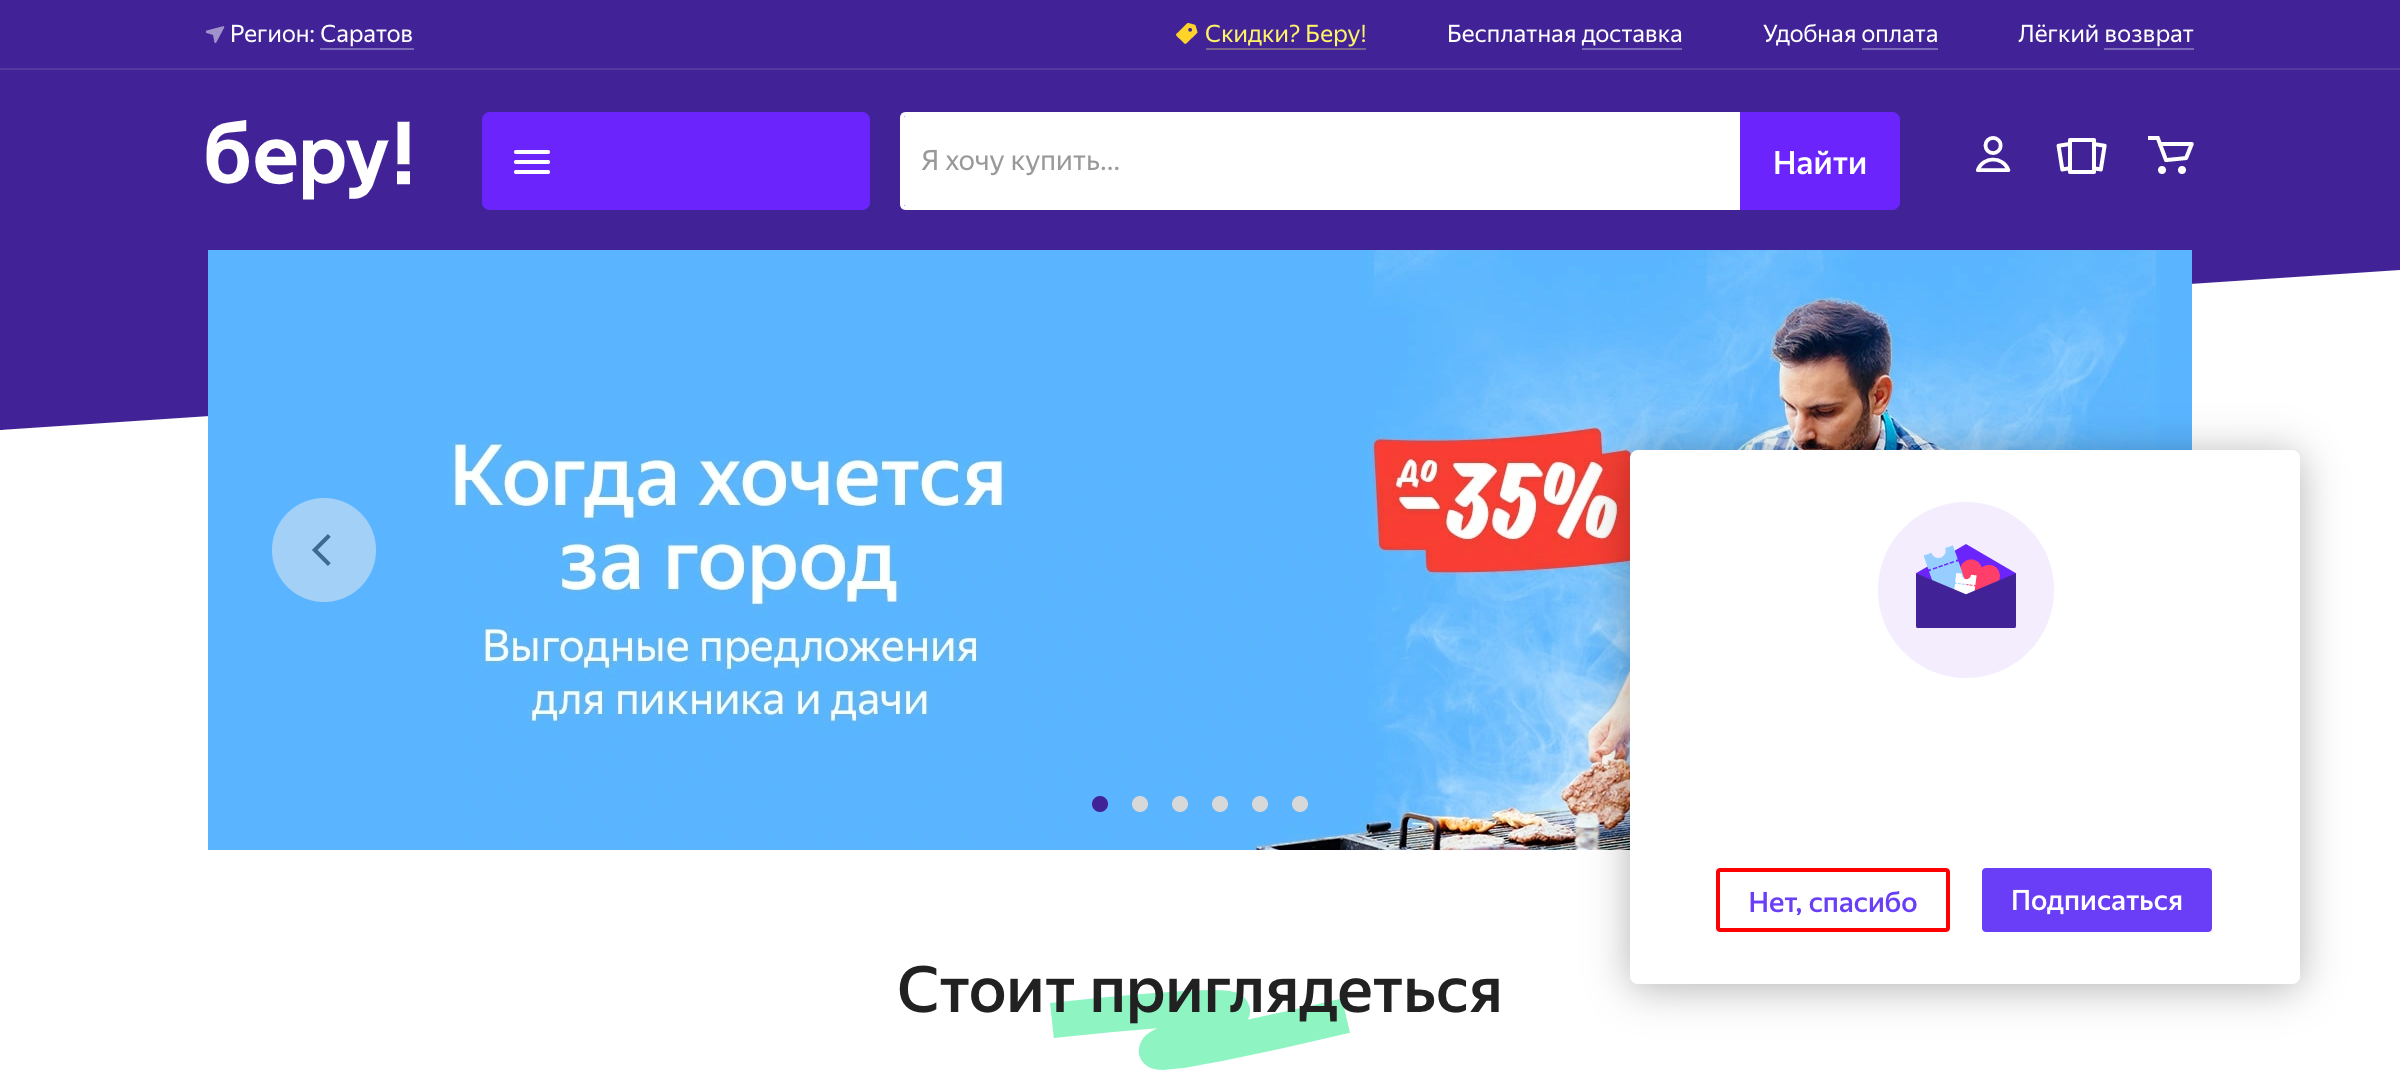 Регион: Саратов
Скидки? Беру!
Бесплатная доставка
Удобная оплата
Лёгкий возврат
беру!
Я хочу купить...
Найти
Когда хочется
за город
Выгодные предложения
для пикника и дачи
до
-35%
Нет, спасибо
Подписаться
Стоит приглядеться